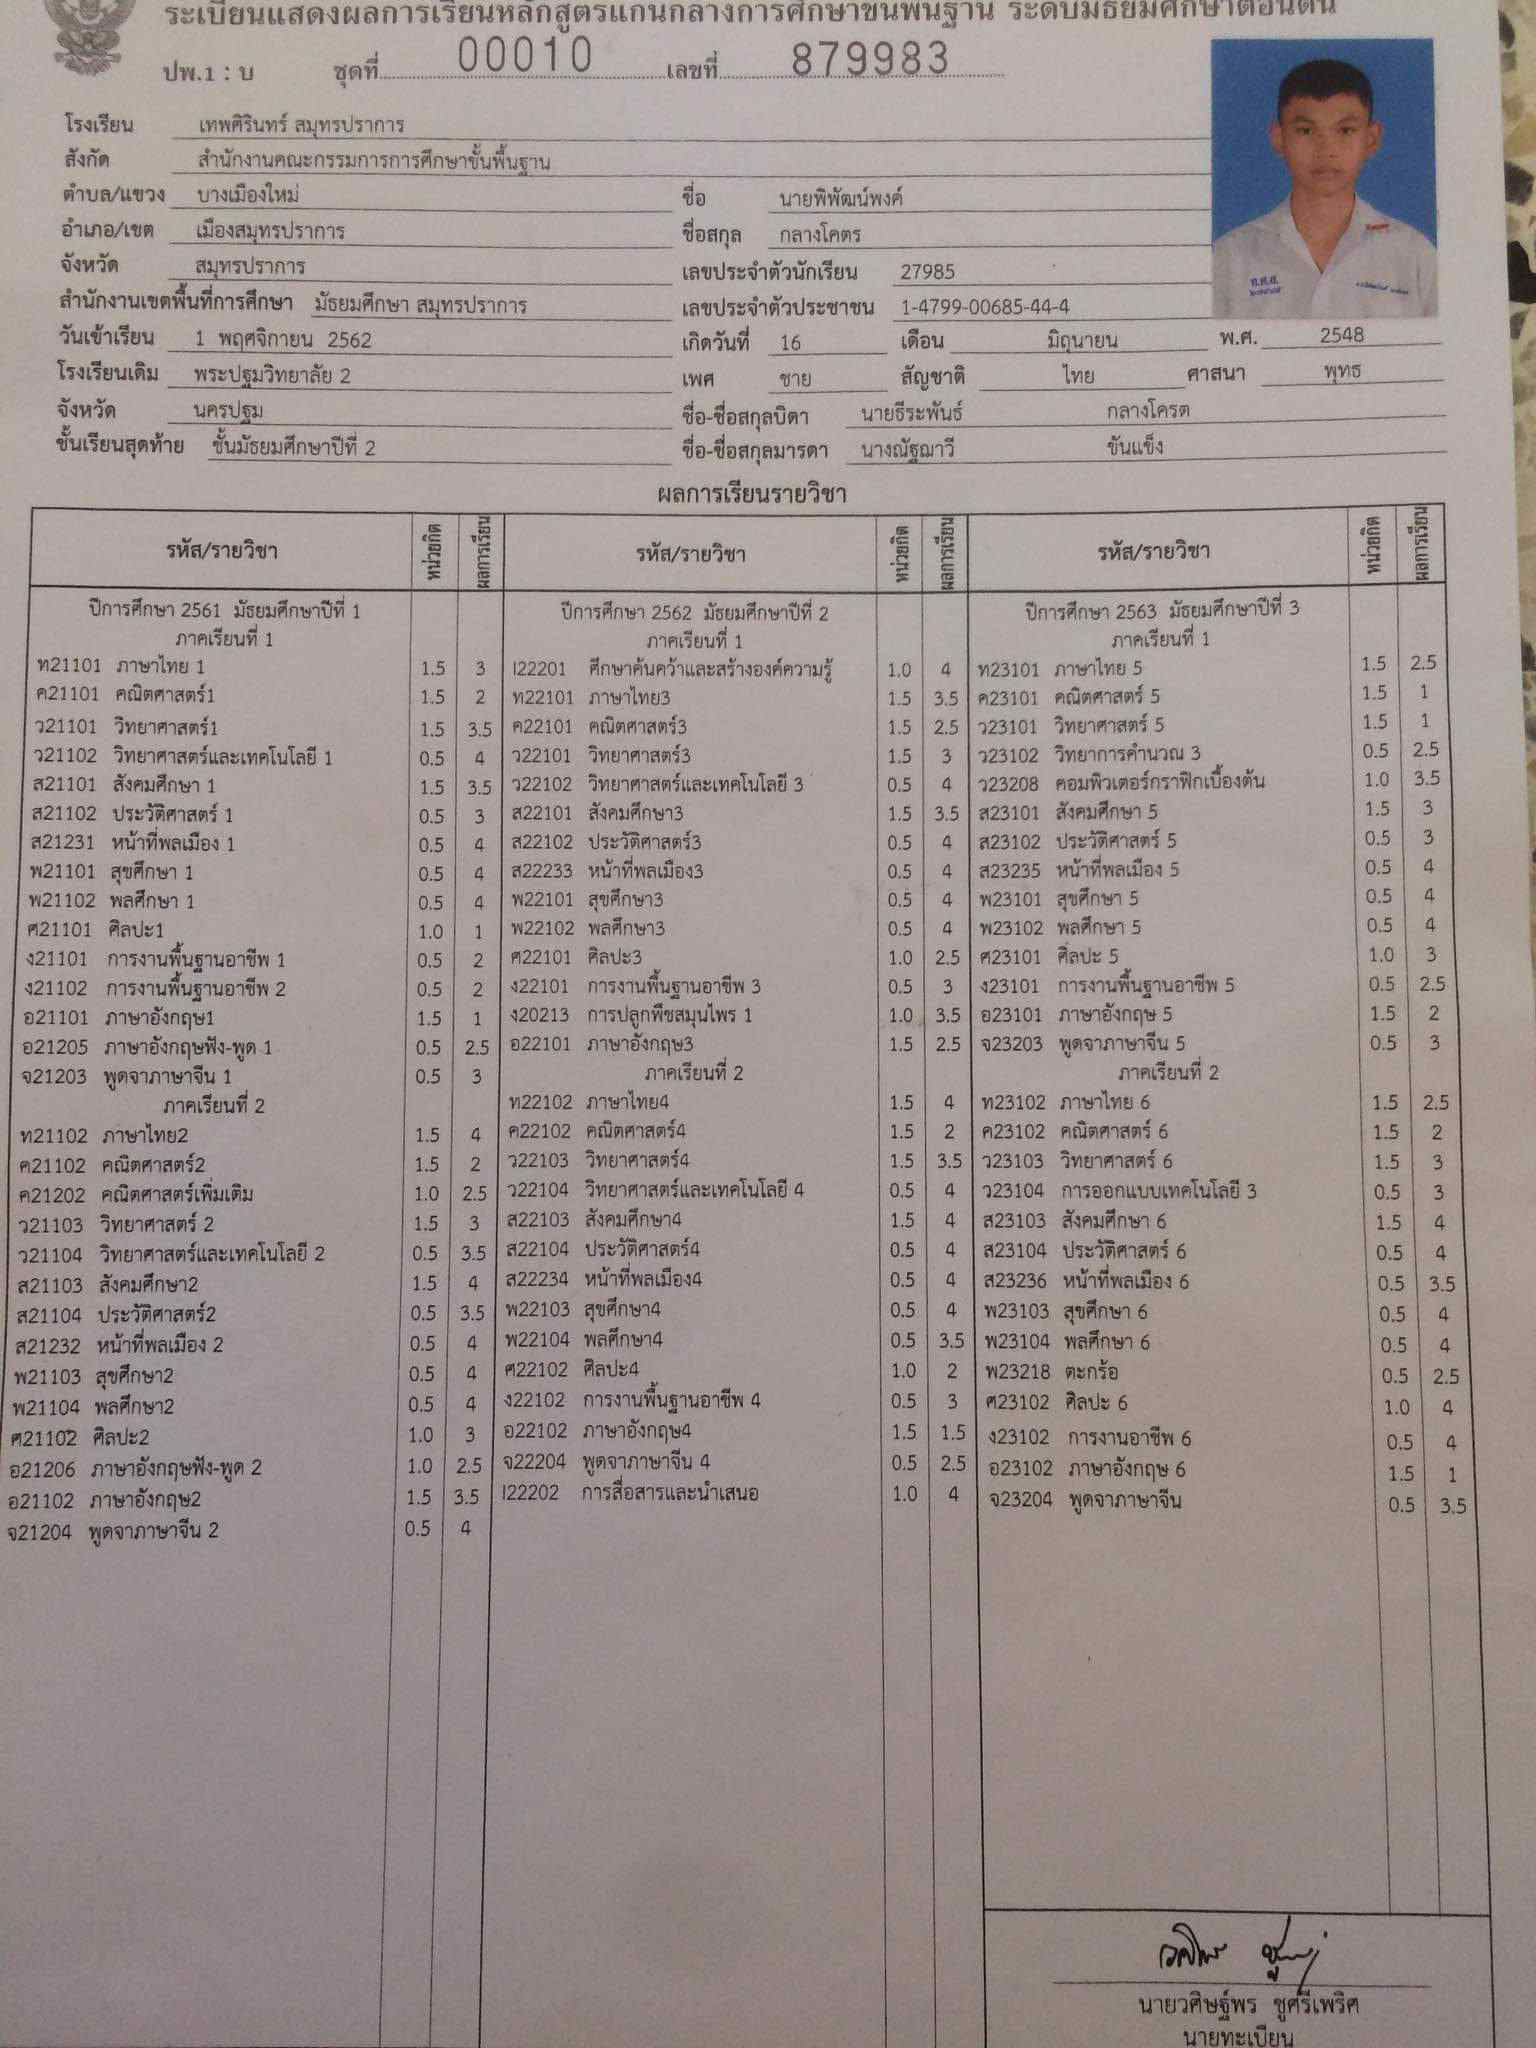 ระเบียนแสดงผลการเรียนหลักสูตรแกนกลางการศึกษาขั้นพื้นฐาน ระดับมัธยมศึกษาตอนต้น
ปพ.1 : บ ชุดที่ 00010 เลขที่ 879983
โรงเรียน เทพศิรินทร์ สมุทรปราการ
สังกัด สำนักงานคณะกรรมการการศึกษาขั้นพื้นฐาน
ตำบล/แขวง บางเมืองใหม่
อำเภอ/เขต เมืองสมุทรปราการ
จังหวัด สมุทรปราการ
สำนักงานเขตพื้นที่การศึกษา มัธยมศึกษา สมุทรปราการ
วันเข้าเรียน 1 พฤศจิกายน 2562
โรงเรียนเดิม พระปฐมวิทยาลัย 2
จังหวัด นครปฐม
ชั้นเรียนสุดท้าย ชั้นมัธยมศึกษาปีที่ 2
ชื่อ นายพิพัฒน์พงค์
ชื่อสกุล กลางโคตร
เลขประจำตัวนักเรียน 27985
เลขประจำตัวประชาชน 1-4799-00685-44-4
เกิดวันที่ 16 เดือน มิถุนายน พ.ศ. 2548
เพศ ชาย สัญชาติ ไทย ศาสนา พุทธ
ชื่อ-ชื่อสกุลบิดา นายธีระพันธ์ กลางโครต
ชื่อ-ชื่อสกุลมารดา นางณัฐฌาวี ขันแข็ง
ผลการเรียนรายวิชา
รหัส/รายวิชา หน่วยกิต ผลการเรียน
ปีการศึกษา 2561 มัธยมศึกษาปีที่ 1
ภาคเรียนที่ 1
ท21101 ภาษาไทย 1 1.5 3
ค21101 คณิตศาสตร์1 1.5 2
ว21101 วิทยาศาสตร์1 1.5 3.5
ว21102 วิทยาศาสตร์และเทคโนโลยี 1 0.5 4
ส21101 สังคมศึกษา 1 1.5 3.5
ส21102 ประวัติศาสตร์ 1 0.5 3
ส21231 หน้าที่พลเมือง 1 0.5 4
พ21101 สุขศึกษา 1 0.5 4
พ21102 พลศึกษา 1 0.5 4
ศ21101 ศิลปะ1 1.0 1
ง21101 การงานพื้นฐานอาชีพ 1 0.5 2
ง21102 การงานพื้นฐานอาชีพ 2 0.5 2
อ21101 ภาษาอังกฤษ1 1.5 1
อ21205 ภาษาอังกฤษฟัง-พูด 1 0.5 2.5
จ21203 พูดจาภาษาจีน 1 0.5 3
ภาคเรียนที่ 2
ท21102 ภาษาไทย2 1.5 4
ค21102 คณิตศาสตร์2 1.5 2
ค21202 คณิตศาสตร์เพิ่มเติม 1.0 2.5
ว21103 วิทยาศาสตร์ 2 1.5 3
ว21104 วิทยาศาสตร์และเทคโนโลยี 2 0.5 3.5
ส21103 สังคมศึกษา2 1.5 4
ส21104 ประวัติศาสตร์2 0.5 3.5
ส21232 หน้าที่พลเมือง 2 0.5 4
พ21103 สุขศึกษา2 0.5 4
พ21104 พลศึกษา2 0.5 4
ศ21102 ศิลปะ2 1.0 3
อ21206 ภาษาอังกฤษฟัง-พูด 2 1.0 2.5
อ21102 ภาษาอังกฤษ2 1.5 3.5
จ21204 พูดจาภาษาจีน 2 0.5 4
รหัส/รายวิชา หน่วยกิต ผลการเรียน
ปีการศึกษา 2562 มัธยมศึกษาปีที่ 2
ภาคเรียนที่ 1
I22201 ศึกษาค้นคว้าและสร้างองค์ความรู้ 1.0 4
ท22101 ภาษาไทย3 1.5 3.5
ค22101 คณิตศาสตร์3 1.5 2.5
ว22101 วิทยาศาสตร์3 1.5 3
ว22102 วิทยาศาสตร์และเทคโนโลยี 3 0.5 4
ส22101 สังคมศึกษา3 1.5 3.5
ส22102 ประวัติศาสตร์3 0.5 4
ส22233 หน้าที่พลเมือง3 0.5 4
พ22101 สุขศึกษา3 0.5 4
พ22102 พลศึกษา3 0.5 4
ศ22101 ศิลปะ3 1.0 2.5
ง22101 การงานพื้นฐานอาชีพ 3 0.5 3
ง20213 การปลูกพืชสมุนไพร 1 1.0 3.5
อ22101 ภาษาอังกฤษ3 1.5 2.5
ภาคเรียนที่ 2
ท22102 ภาษาไทย4 1.5 4
ค22102 คณิตศาสตร์4 1.5 2
ว22103 วิทยาศาสตร์4 1.5 3.5
ว22104 วิทยาศาสตร์และเทคโนโลยี 4 0.5 4
ส22103 สังคมศึกษา4 1.5 4
ส22104 ประวัติศาสตร์4 0.5 4
ส22234 หน้าที่พลเมือง4 0.5 4
พ22103 สุขศึกษา4 0.5 4
พ22104 พลศึกษา4 0.5 3.5
ศ22102 ศิลปะ4 1.0 2
ง22102 การงานพื้นฐานอาชีพ 4 0.5 3
อ22102 ภาษาอังกฤษ4 1.5 1.5
จ22204 พูดจาภาษาจีน 4 0.5 2.5
I22202 การสื่อสารและนำเสนอ 1.0 4
รหัส/รายวิชา หน่วยกิต ผลการเรียน
ปีการศึกษา 2563 มัธยมศึกษาปีที่ 3
ภาคเรียนที่ 1
ท23101 ภาษาไทย 5 1.5 2.5
ค23101 คณิตศาสตร์ 5 1.5 1
ว23101 วิทยาศาสตร์ 5 1.5 1
ว23102 วิทยาการคำนวณ 3 0.5 2.5
ว23208 คอมพิวเตอร์กราฟิกเบื้องต้น 1.0 3.5
ส23101 สังคมศึกษา 5 1.5 3
ส23102 ประวัติศาสตร์ 5 0.5 3
ส23235 หน้าที่พลเมือง 5 0.5 4
พ23101 สุขศึกษา 5 0.5 4
พ23102 พลศึกษา 5 0.5 4
ศ23101 ศิลปะ 5 1.0 3
ง23101 การงานพื้นฐานอาชีพ 5 0.5 2.5
อ23101 ภาษาอังกฤษ 5 1.5 2
จ23203 พูดจาภาษาจีน 5 0.5 3
ภาคเรียนที่ 2
ท23102 ภาษาไทย 6 1.5 2.5
ค23102 คณิตศาสตร์ 6 1.5 2
ว23103 วิทยาศาสตร์ 6 1.5 3
ว23104 การออกแบบเทคโนโลยี 3 0.5 3
ส23103 สังคมศึกษา 6 1.5 4
ส23104 ประวัติศาสตร์ 6 0.5 4
ส23236 หน้าที่พลเมือง 6 0.5 3.5
พ23103 สุขศึกษา 6 0.5 4
พ23104 พลศึกษา 6 0.5 4
พ23218 ตะกร้อ 0.5 2.5
ศ23102 ศิลปะ 6 1.0 4
ง23102 การงานอาชีพ 6 0.5 4
อ23102 ภาษาอังกฤษ 6 1.5 1
จ23204 พูดจาภาษาจีน 0.5 3.5
นายวศิษฐ์พร ชูศรีเพริศ
นายทะเบียน